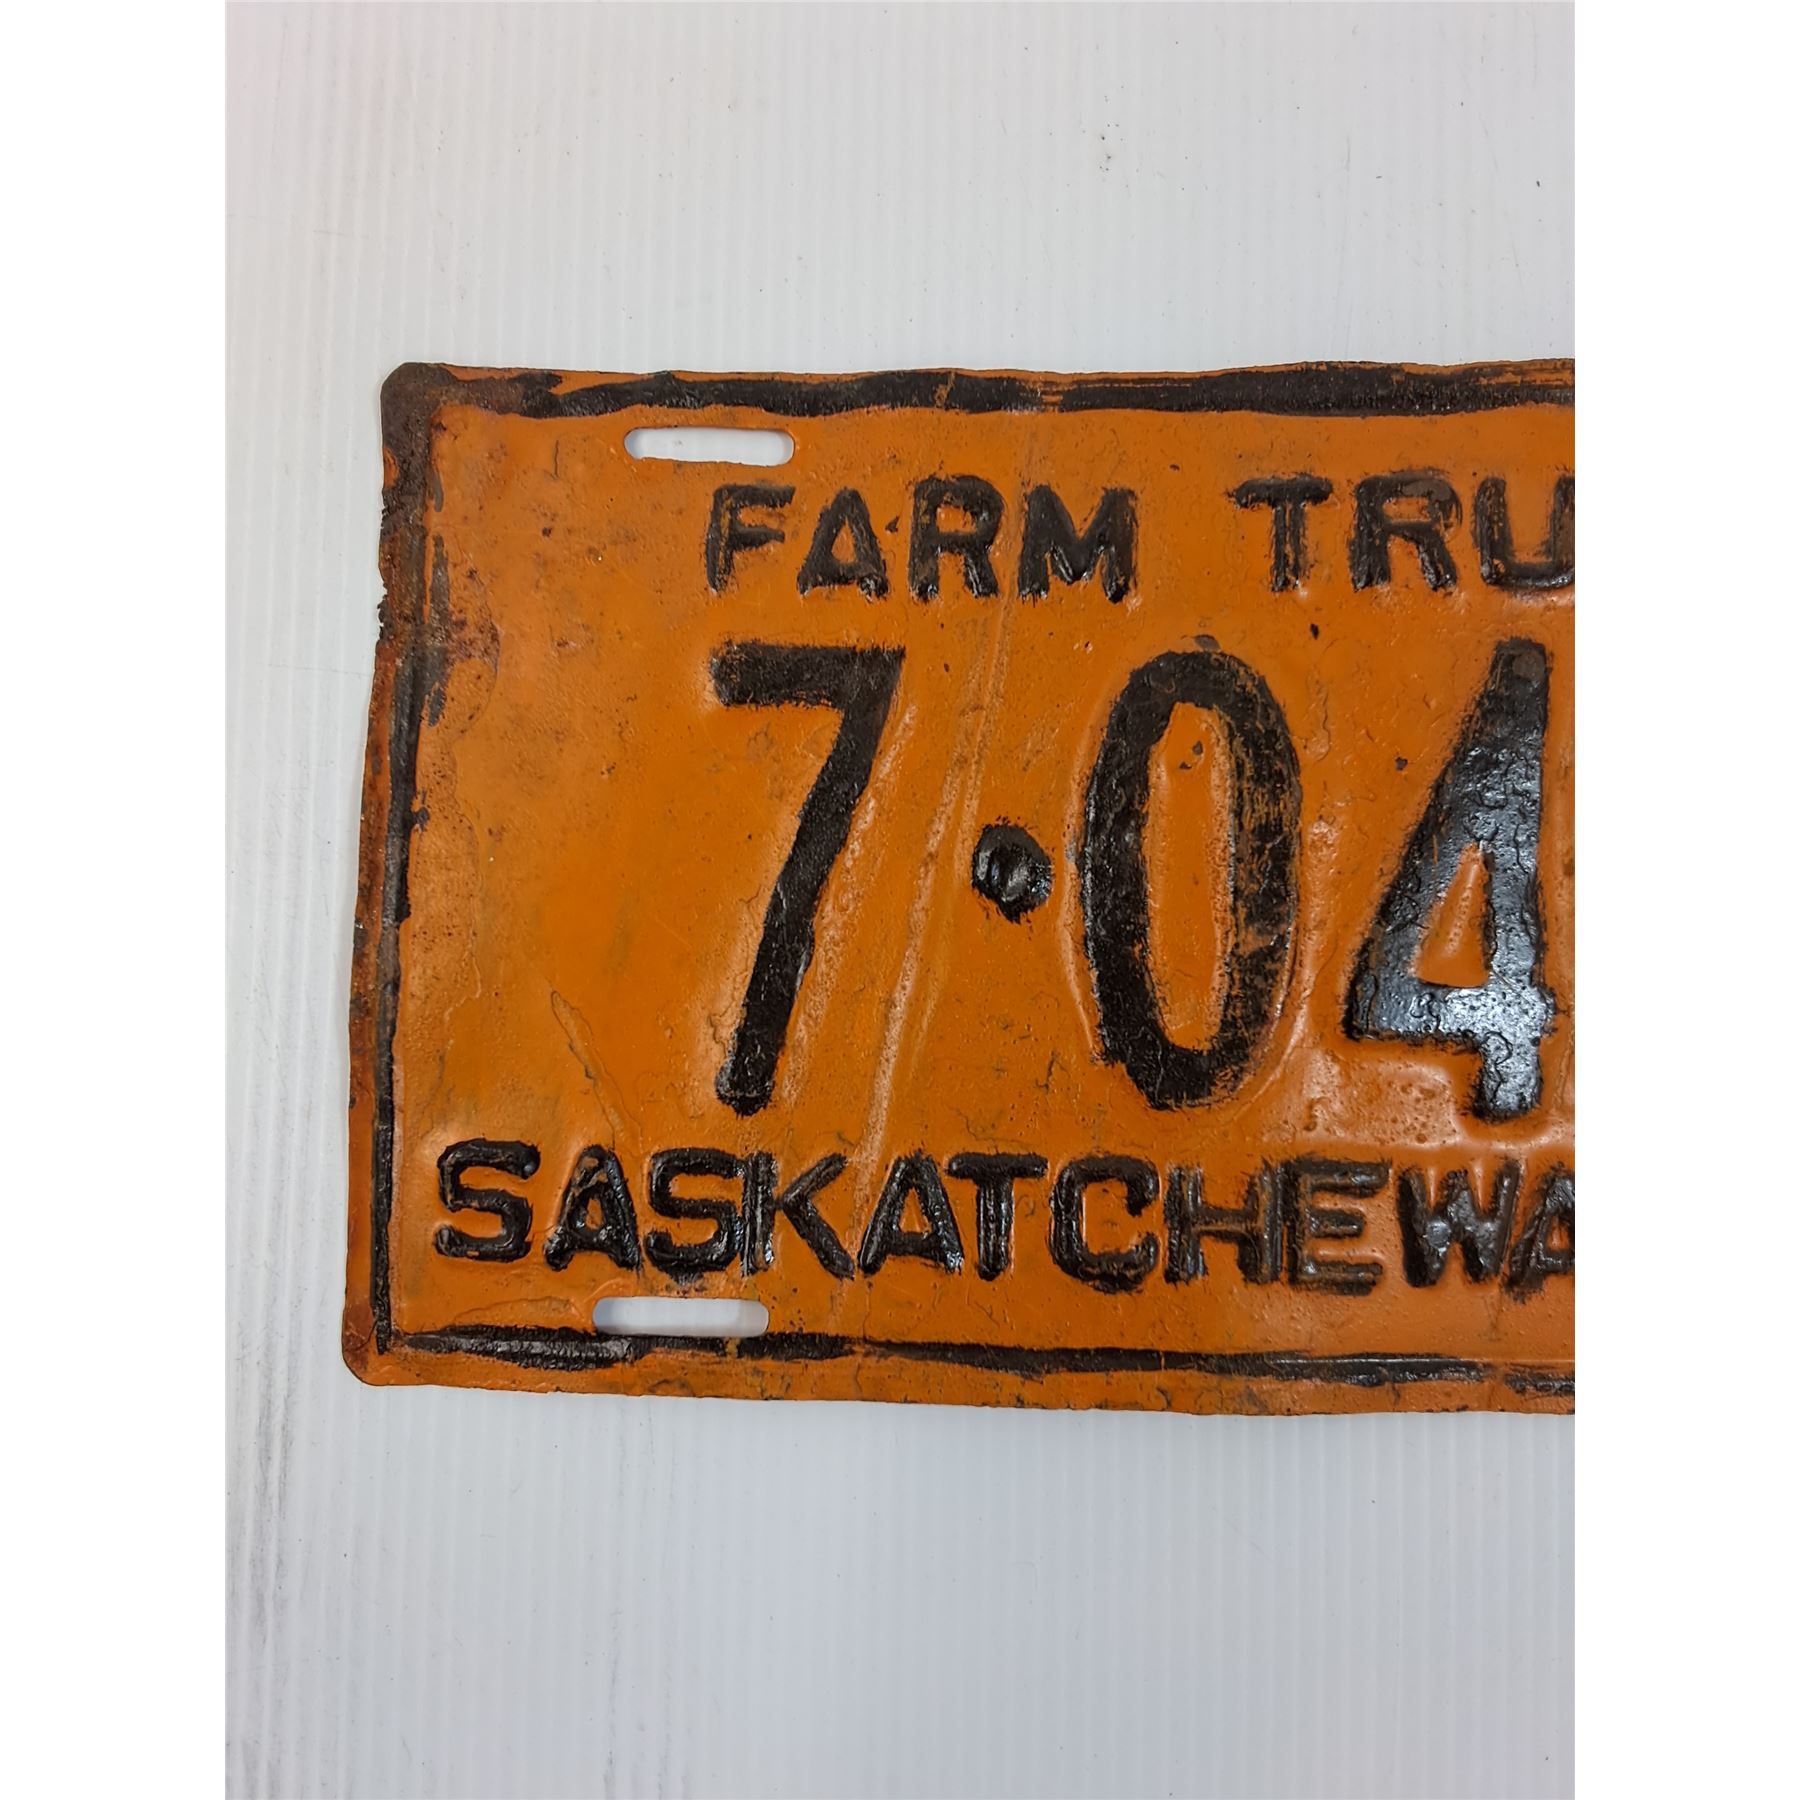 FARM TRU
7·04
SASKATCHEWA